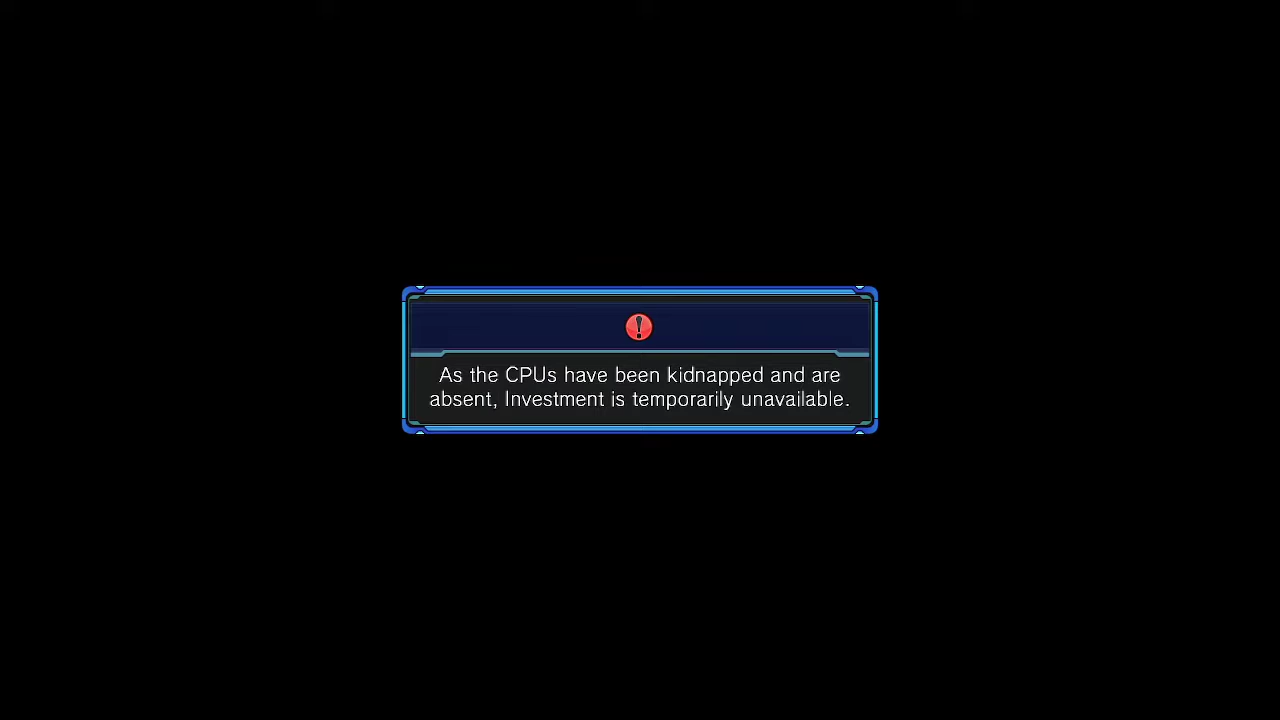 As the CPUs have been kidnapped and are
absent, Investment is temporarily unavailable.